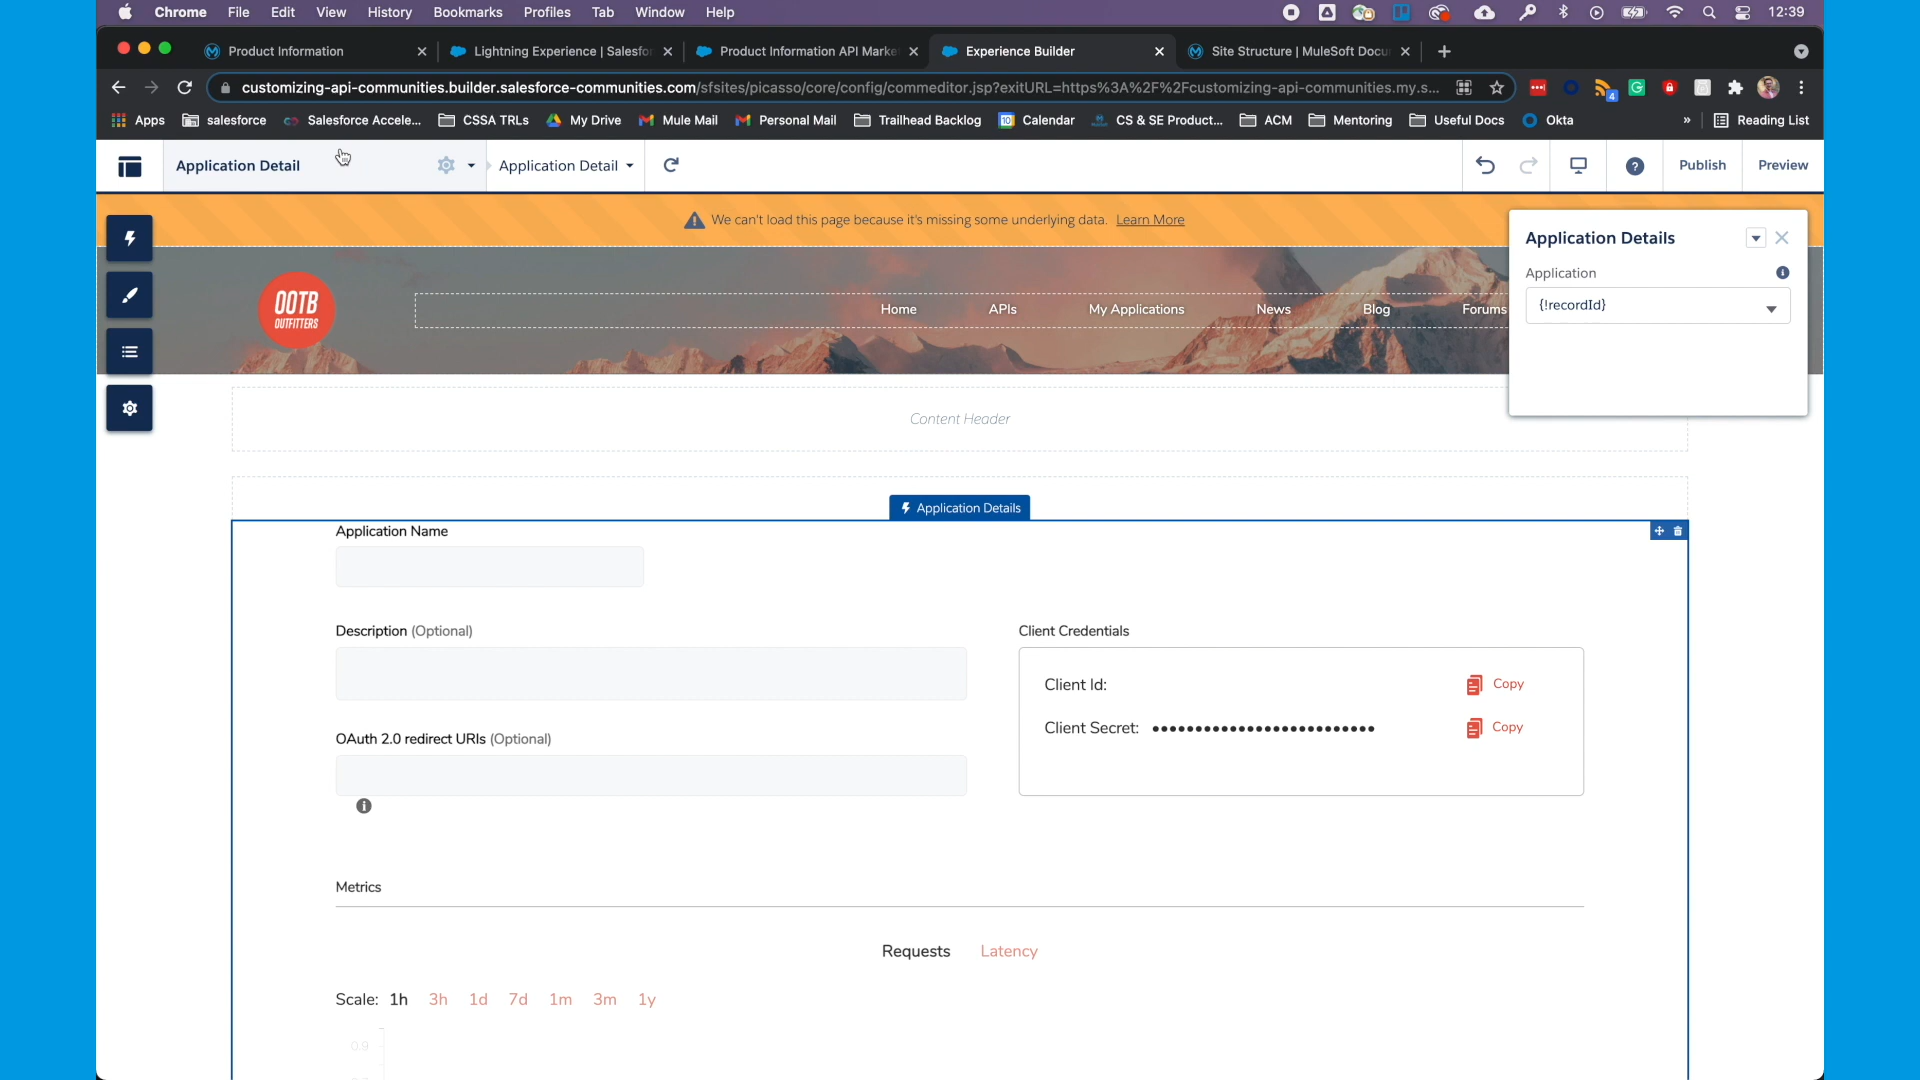 Chrome File Edit View History Bookmarks Profiles Tab Window Help 12:39
Product Information Lightning Experience | Salesfor Product Information API Marke Experience Builder Site Structure | MuleSoft Docu
customizing-api-communities.builder.salesforce-communities.com/sfsites/picasso/core/config/commeditor.jsp?exitURL=https%3A%2F%2Fcustomizing-api-communities.my.s...
4
Apps salesforce Salesforce Accele... CSSA TRLs My Drive Mule Mail Personal Mail Trailhead Backlog 10 Calendar CS & SE Product... ACM Mentoring Useful Docs Okta » Reading List
Application Detail Application Detail Publish Preview
We can't load this page because it's missing some underlying data. Learn More
Application Details
Application
{!recordId}
OOTB
OUTFITTERS
Home APIs My Applications News Blog Forums
Content Header
Application Details
Application Name
Description (Optional) Client Credentials
Client Id: Copy
Client Secret: •••••••••••••••••••••••••• Copy
OAuth 2.0 redirect URIs (Optional)
Metrics
Requests Latency
Scale: 1h 3h 1d 7d 1m 3m 1y
0.9